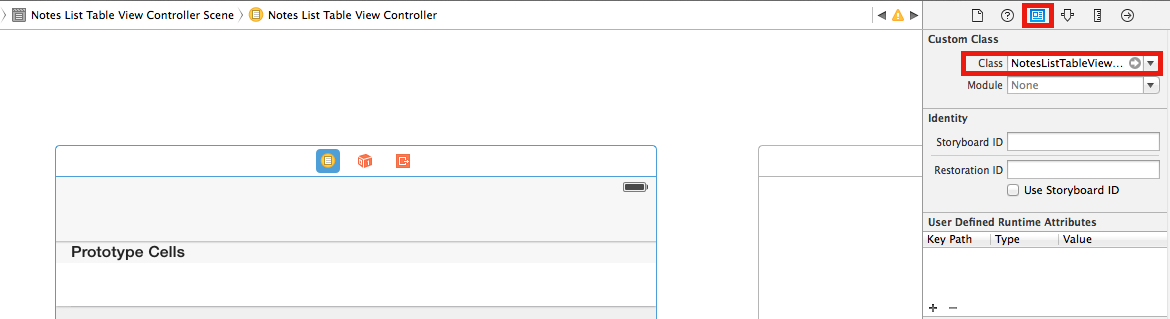 Notes List Table View Controller Scene Notes List Table View Controller
Custom Class
Class NotesListTableView...
Module None
Identity
Storyboard ID
Restoration ID
Use Storyboard ID
User Defined Runtime Attributes
Key Path Type Value
+ −
Prototype Cells